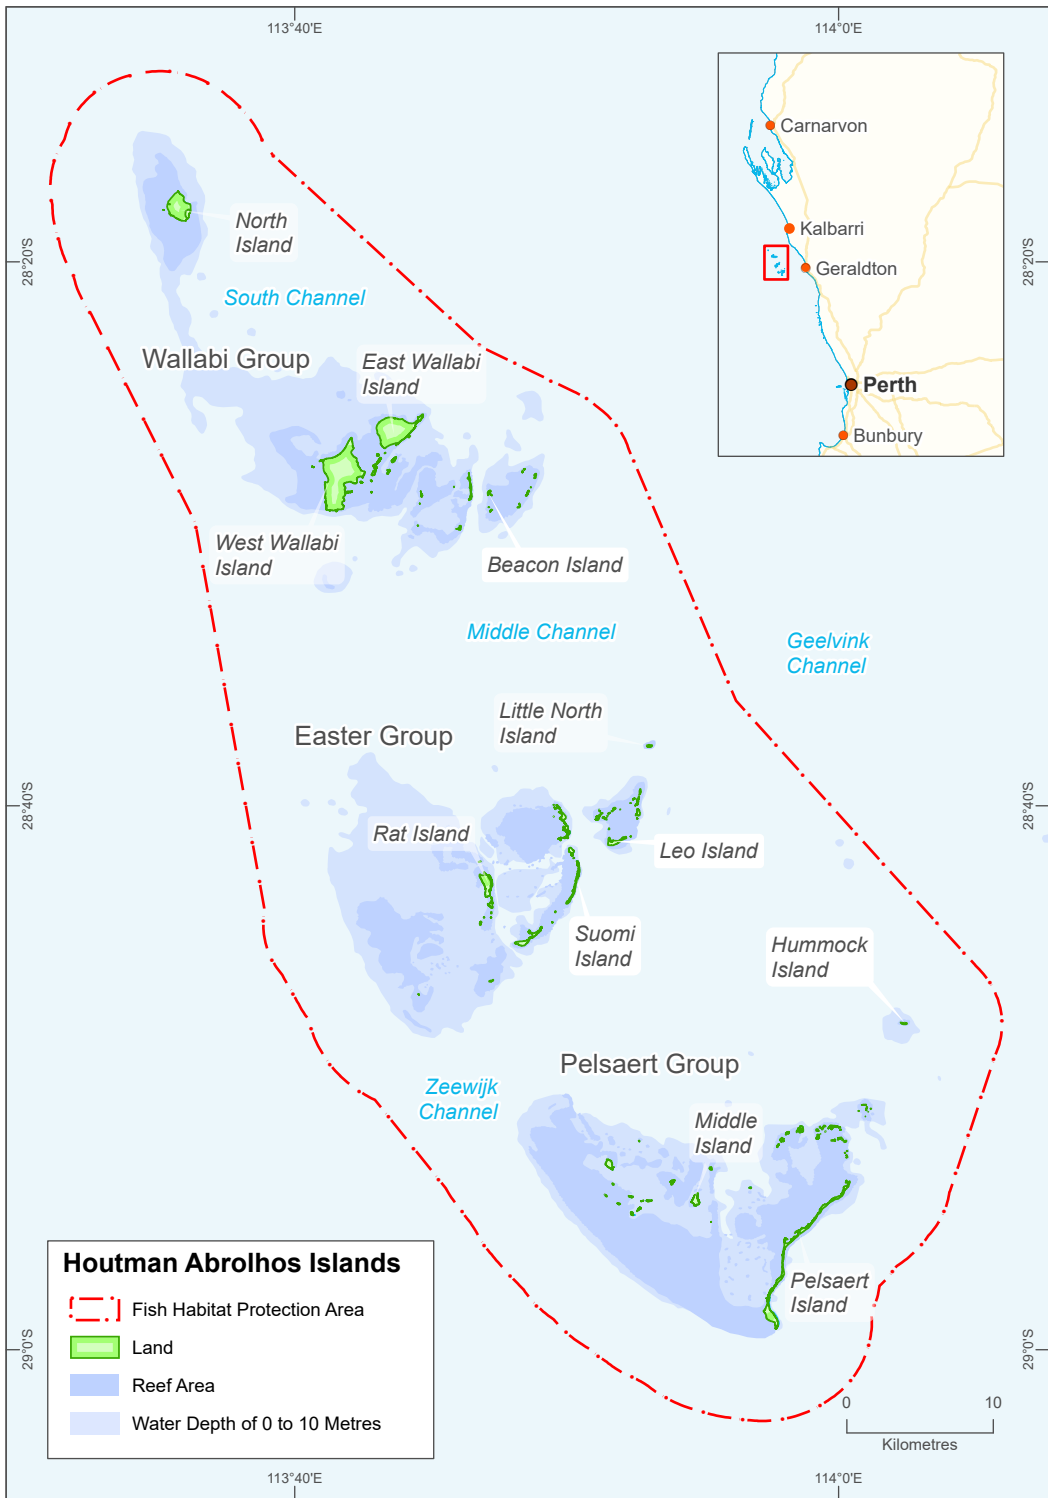 113°40'E
114°0'E
28°20'S
28°20'S
28°40'S
28°40'S
29°0'S
29°0'S
113°40'E
114°0'E
Carnarvon
Kalbarri
Geraldton
Perth
Bunbury
North
Island
South Channel
Wallabi Group
East Wallabi
Island
West Wallabi
Island
Beacon Island
Middle Channel
Geelvink
Channel
Little North
Island
Easter Group
Rat Island
Leo Island
Suomi
Island
Hummock
Island
Pelsaert Group
Zeewijk
Channel
Middle
Island
Pelsaert
Island
Houtman Abrolhos Islands
Fish Habitat Protection Area
Land
Reef Area
Water Depth of 0 to 10 Metres
0
10
Kilometres